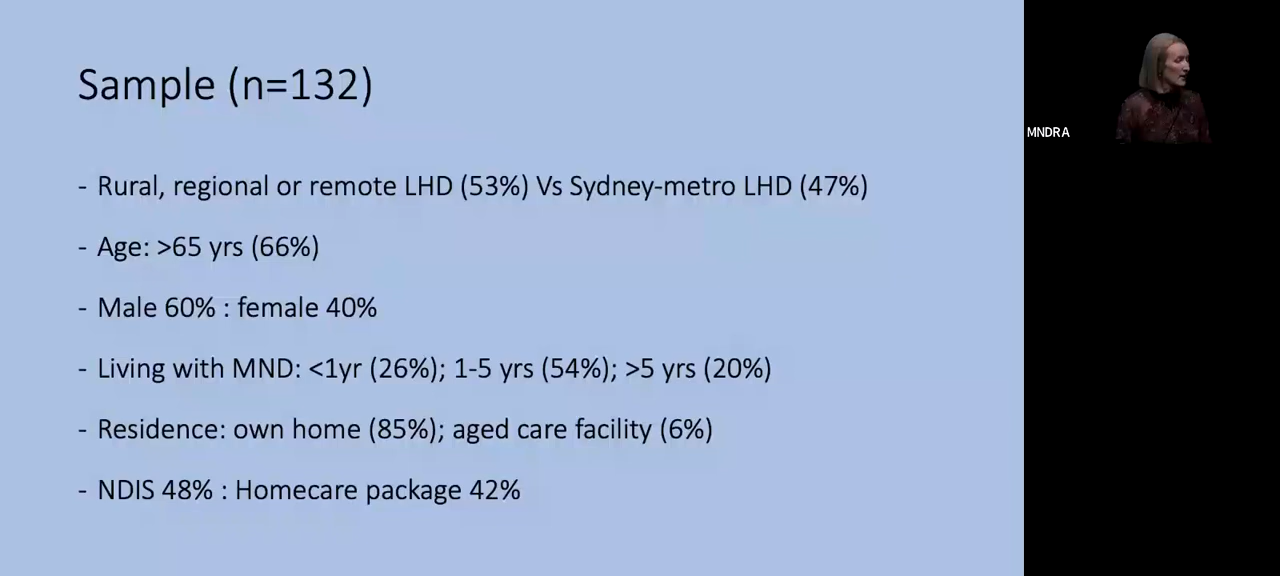 Sample (n=132)
- Rural, regional or remote LHD (53%) Vs Sydney-metro LHD (47%)
- Age: >65 yrs (66%)
- Male 60% : female 40%
- Living with MND: <1yr (26%); 1-5 yrs (54%); >5 yrs (20%)
- Residence: own home (85%); aged care facility (6%)
- NDIS 48% : Homecare package 42%
MNDRA